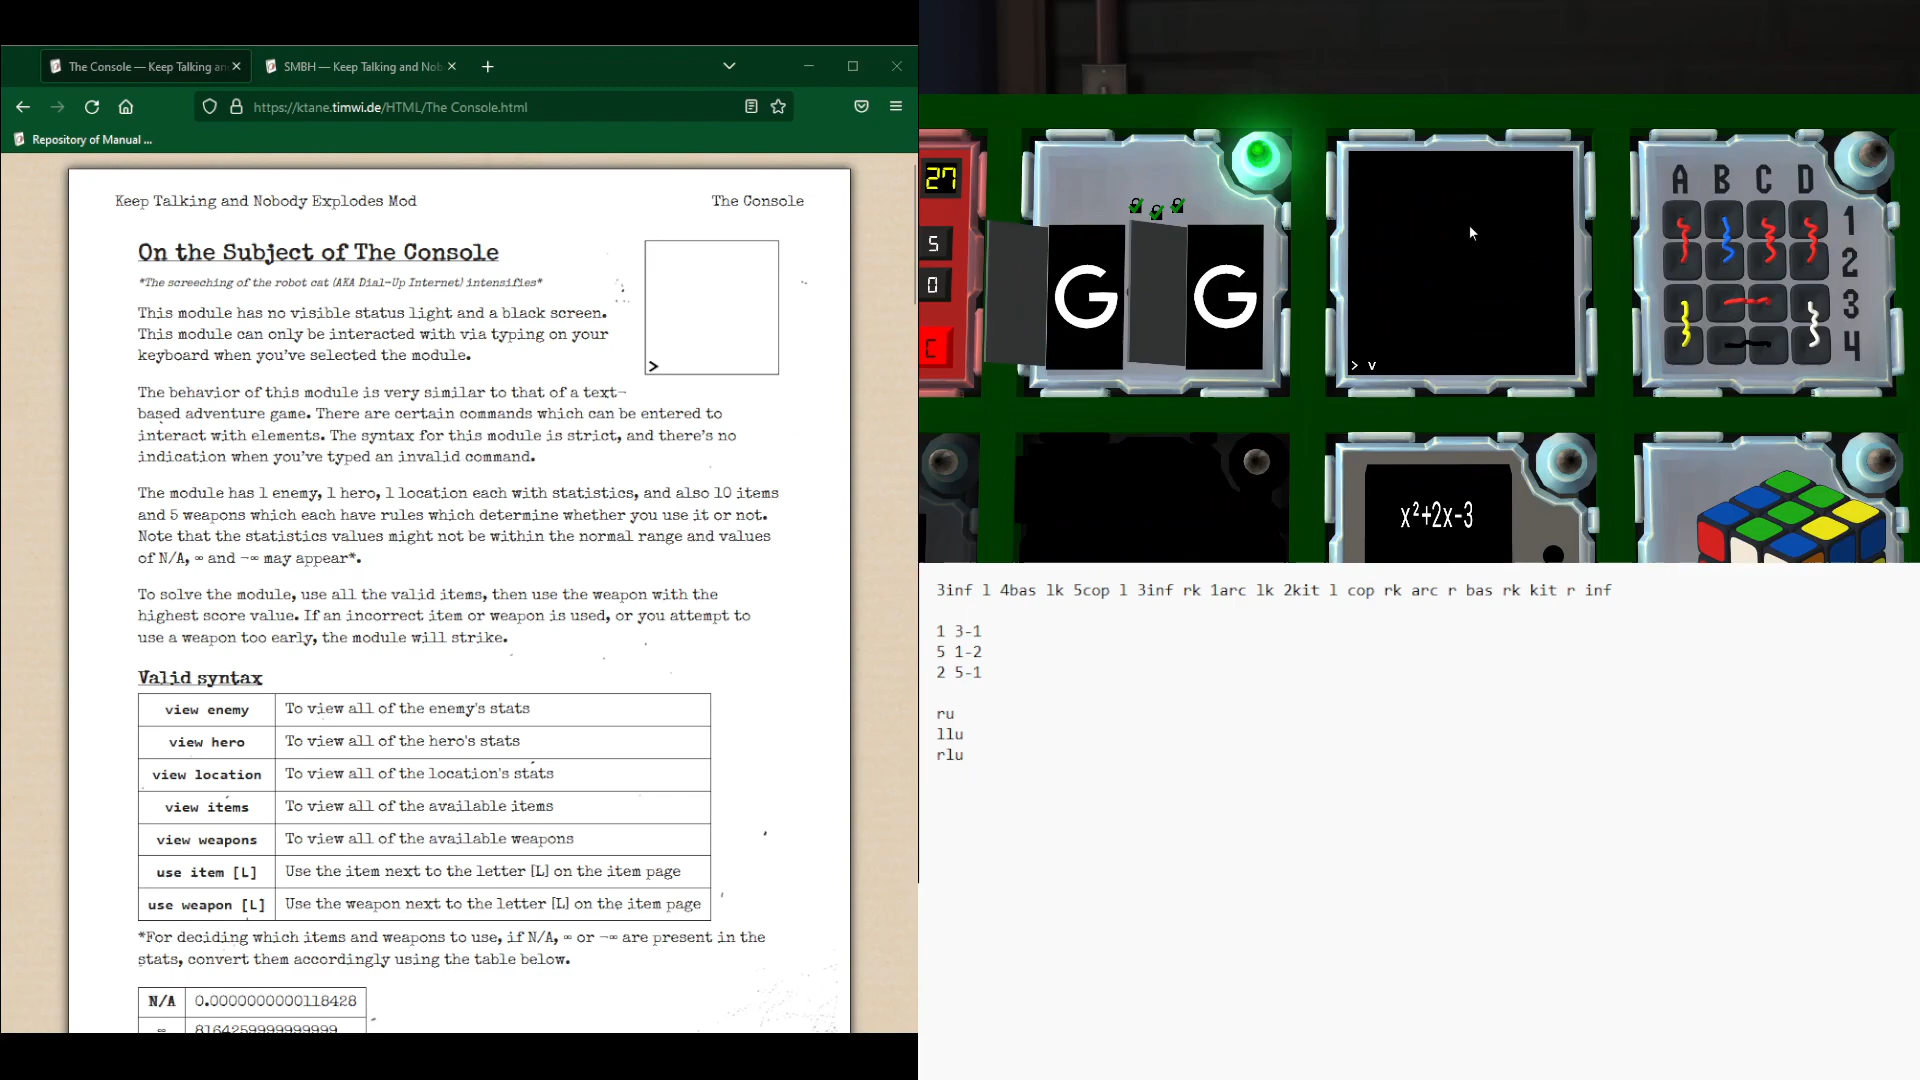 The Console — Keep Talking an
SMBH — Keep Talking and Nob
https://ktane.timwi.de/HTML/The Console.html
Repository of Manual ...
Keep Talking and Nobody Explodes Mod
The Console
On the Subject of The Console
*The screeching of the robot cat (AKA Dial-Up Internet) intensifies*
This module has no visible status light and a black screen.
This module can only be interacted with via typing on your
keyboard when you've selected the module.
>
The behavior of this module is very similar to that of a text-
based adventure game. There are certain commands which can be entered to
interact with elements. The syntax for this module is strict, and there's no
indication when you've typed an invalid command.
The module has 1 enemy, 1 hero, 1 location each with statistics, and also 10 items
and 5 weapons which each have rules which determine whether you use it or not.
Note that the statistics values might not be within the normal range and values
of N/A, ∞ and -∞ may appear*.
To solve the module, use all the valid items, then use the weapon with the
highest score value. If an incorrect item or weapon is used, or you attempt to
use a weapon too early, the module will strike.
Valid syntax
view enemy To view all of the enemy's stats
view hero To view all of the hero's stats
view location To view all of the location's stats
view items To view all of the available items
view weapons To view all of the available weapons
use item [L] Use the item next to the letter [L] on the item page
use weapon [L] Use the weapon next to the letter [L] on the item page
*For deciding which items and weapons to use, if N/A, ∞ or -∞ are present in the
stats, convert them accordingly using the table below.
N/A 0.0000000000118428
∞ 8164259999999999
27
5
0
C
G G
> v
A B C D
1
2
3
4
x²+2x-3
3inf l 4bas lk 5cop l 3inf rk 1arc lk 2kit l cop rk arc r bas rk kit r inf
1 3-1
5 1-2
2 5-1
ru
llu
rlu